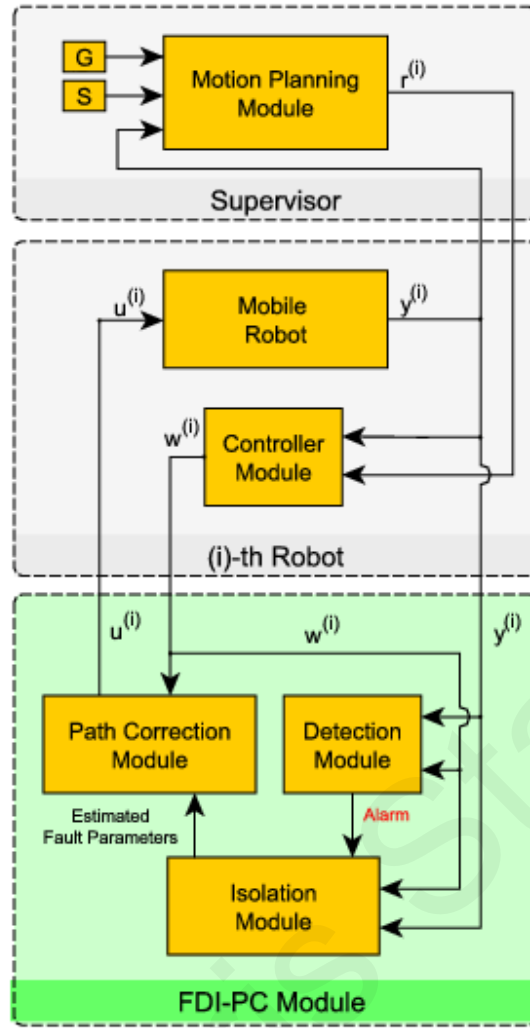 G
S
Motion Planning
Module
r(i)
Supervisor
u(i)
Mobile
Robot
y(i)
w(i)
Controller
Module
(i)-th Robot
u(i)
w(i)
y(i)
Path Correction
Module
Detection
Module
Estimated
Fault Parameters
Alarm
Isolation
Module
FDI-PC Module